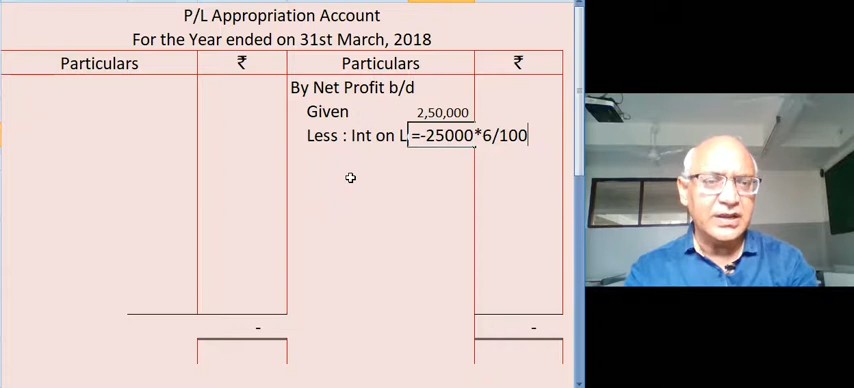 P/L Appropriation Account
For the Year ended on 31st March, 2018
Particulars ₹ Particulars ₹
By Net Profit b/d
Given 2,50,000
Less : Int on L =-25000*6/100
- -